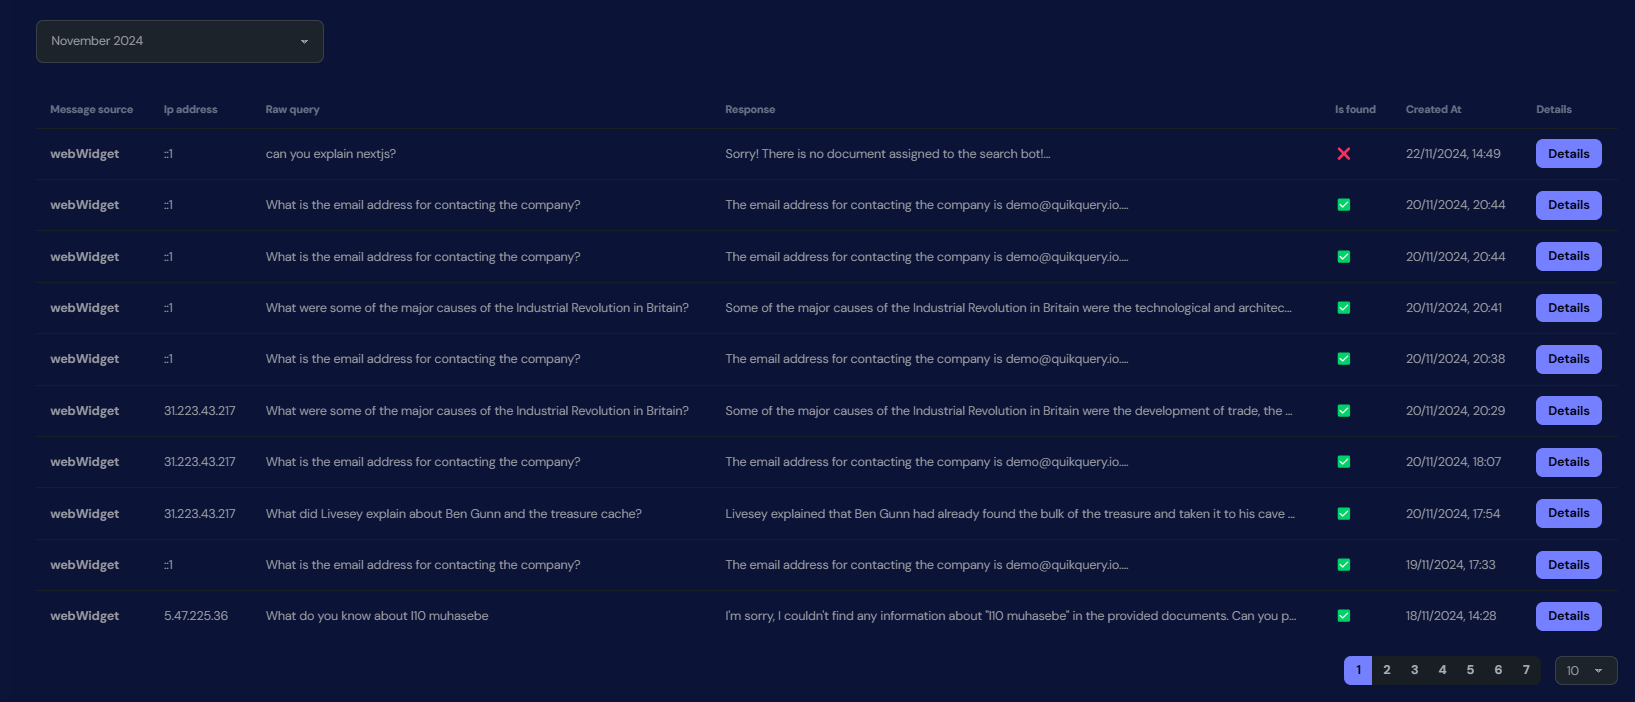 November 2024
Message source Ip address Raw query Response Is found Created At Details
webWidget ::1 can you explain nextjs? Sorry! There is no document assigned to the search bot!... 22/11/2024, 14:49 Details
webWidget ::1 What is the email address for contacting the company? The email address for contacting the company is demo@quikquery.io.... 20/11/2024, 20:44 Details
webWidget ::1 What is the email address for contacting the company? The email address for contacting the company is demo@quikquery.io.... 20/11/2024, 20:44 Details
webWidget ::1 What were some of the major causes of the Industrial Revolution in Britain? Some of the major causes of the Industrial Revolution in Britain were the technological and architec... 20/11/2024, 20:41 Details
webWidget ::1 What is the email address for contacting the company? The email address for contacting the company is demo@quikquery.io.... 20/11/2024, 20:38 Details
webWidget 31.223.43.217 What were some of the major causes of the Industrial Revolution in Britain? Some of the major causes of the Industrial Revolution in Britain were the development of trade, the ... 20/11/2024, 20:29 Details
webWidget 31.223.43.217 What is the email address for contacting the company? The email address for contacting the company is demo@quikquery.io.... 20/11/2024, 18:07 Details
webWidget 31.223.43.217 What did Livesey explain about Ben Gunn and the treasure cache? Livesey explained that Ben Gunn had already found the bulk of the treasure and taken it to his cave ... 20/11/2024, 17:54 Details
webWidget ::1 What is the email address for contacting the company? The email address for contacting the company is demo@quikquery.io.... 19/11/2024, 17:33 Details
webWidget 5.47.225.36 What do you know about l10 muhasebe I'm sorry, I couldn't find any information about "l10 muhasebe" in the provided documents. Can you p... 18/11/2024, 14:28 Details
1 2 3 4 5 6 7 10